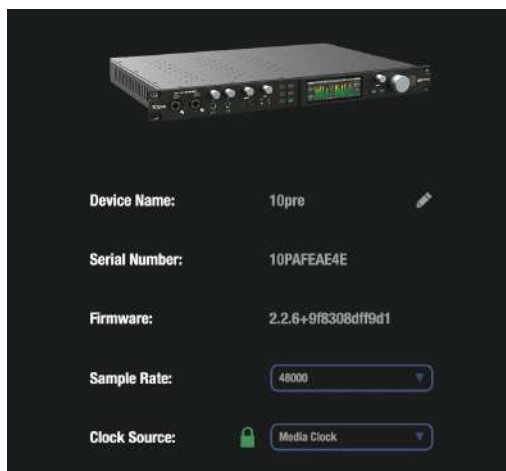 Device Name: 10pre
Serial Number: 10PAFEAE4E
Firmware: 2.2.6+9f8308dff9d1
Sample Rate: 48000
Clock Source: Media Clock